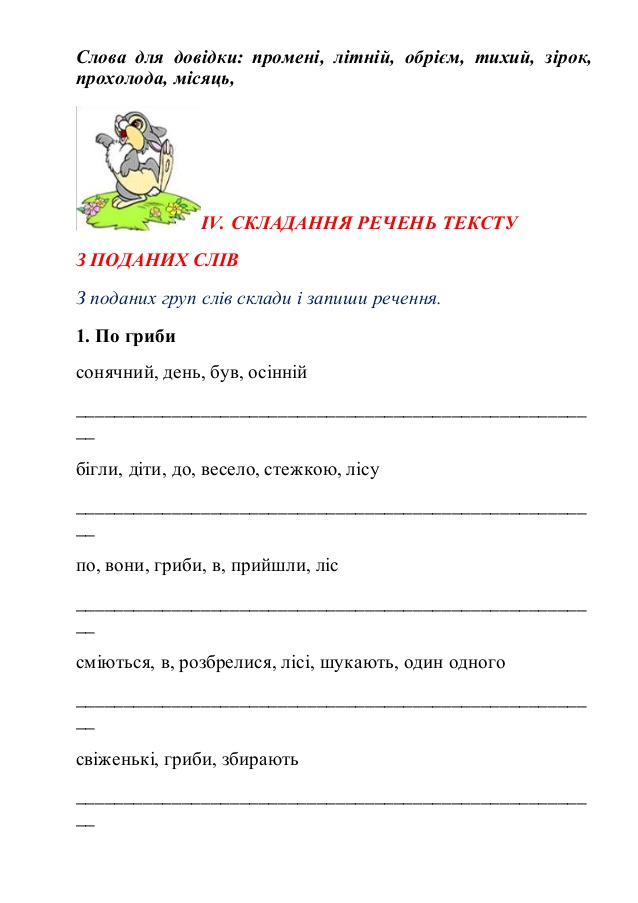 Слова для довідки: промені, літній, обрієм, тихий, зірок,
прохолода, місяць,
IV. СКЛАДАННЯ РЕЧЕНЬ ТЕКСТУ
З ПОДАНИХ СЛІВ
З поданих груп слів склади і запиши речення.
1. По гриби
сонячний, день, був, осінній
бігли, діти, до, весело, стежкою, лісу
по, вони, гриби, в, прийшли, ліс
сміються, в, розбрелися, лісі, шукають, один одного
свіженькі, гриби, збирають